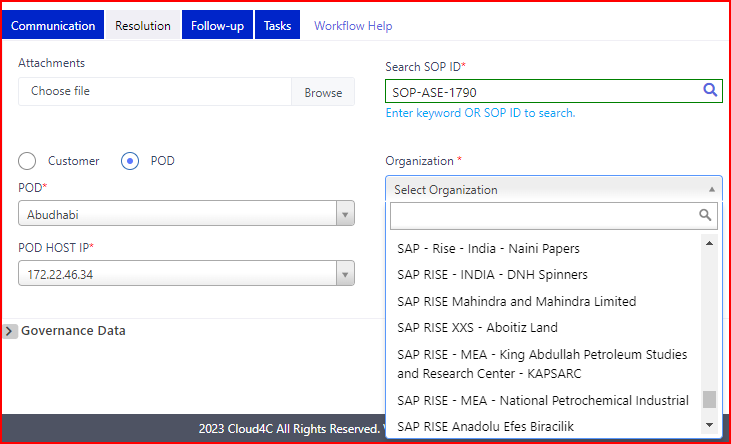 Communication Resolution Follow-up Tasks Workflow Help
Attachments
Choose file Browse
Search SOP ID*
SOP-ASE-1790
Enter keyword OR SOP ID to search.
Customer POD
POD*
Abudhabi
POD HOST IP*
172.22.46.34
Organization *
Select Organization
SAP - Rise - India - Naini Papers
SAP RISE - INDIA - DNH Spinners
SAP RISE Mahindra and Mahindra Limited
SAP RISE XXS - Aboitiz Land
SAP RISE - MEA - King Abdullah Petroleum Studies
and Research Center - KAPSARC
SAP RISE - MEA - National Petrochemical Industrial
SAP RISE Anadolu Efes Biracilik
Governance Data
2023 Cloud4C All Rights Reserved.